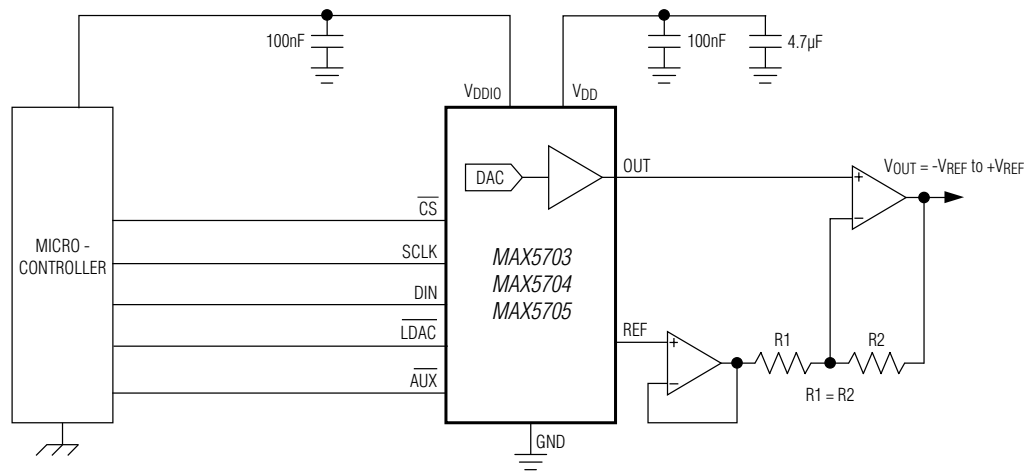 100nF
100nF
4.7µF
VDDIO
VDD
DAC
OUT
VOUT = -VREF to +VREF
+
-
CS
SCLK
DIN
LDAC
AUX
MICRO -
CONTROLLER
MAX5703
MAX5704
MAX5705
REF
+
-
R1
R2
R1 = R2
GND